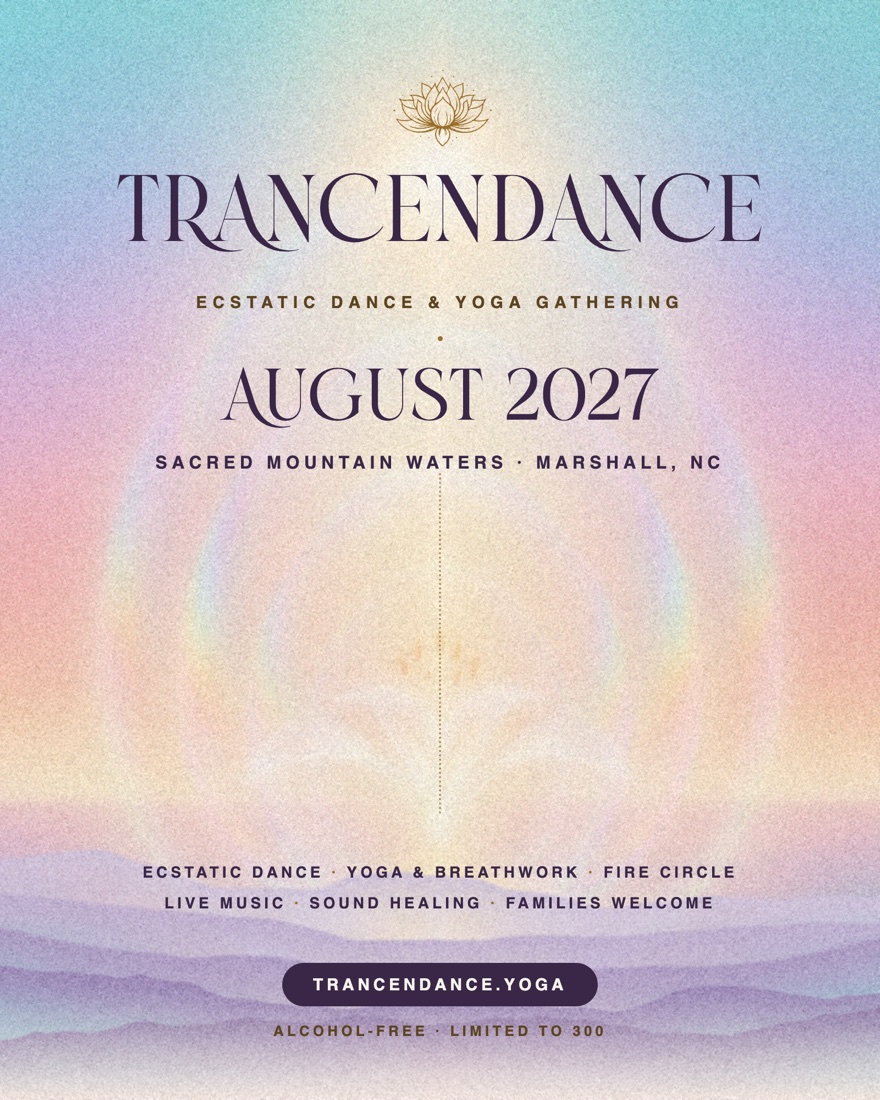 TRANCENDANCE
ECSTATIC DANCE & YOGA GATHERING
AUGUST 2027
SACRED MOUNTAIN WATERS · MARSHALL, NC
ECSTATIC DANCE · YOGA & BREATHWORK · FIRE CIRCLE
LIVE MUSIC · SOUND HEALING · FAMILIES WELCOME
TRANCENDANCE.YOGA
ALCOHOL-FREE · LIMITED TO 300